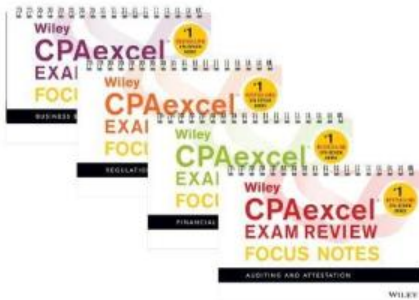 Wiley
CPAexcel
EXAM
FOCUS
BUSINESS
#1
Wiley
CPAexcel
EXAM
FOCU
REGULATION
#1
Wiley
CPAexcel
EXAM
FOCU
FINANCIAL
#1
Wiley
CPAexcel
EXAM REVIEW
FOCUS NOTES
AUDITING AND ATTESTATION
#1
WILEY